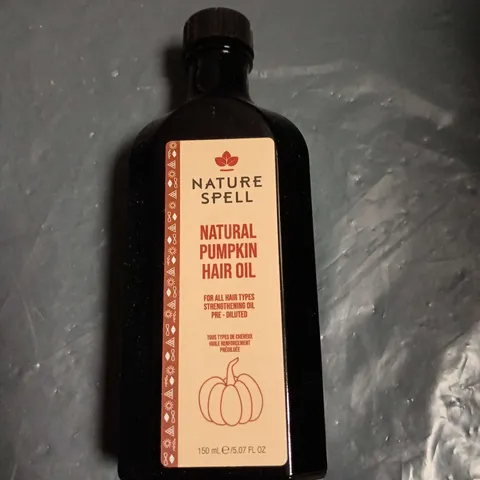 NATURE
SPELL
NATURAL
PUMPKIN
HAIR OIL
FOR ALL HAIR TYPES
STRENGTHENING OIL
PRE - DILUTED
TOUS TYPES DE CHEVEUX
HUILE RENFORCEMENT
PRÉDILUÉE
150 ml ℮/5.07 FL OZ